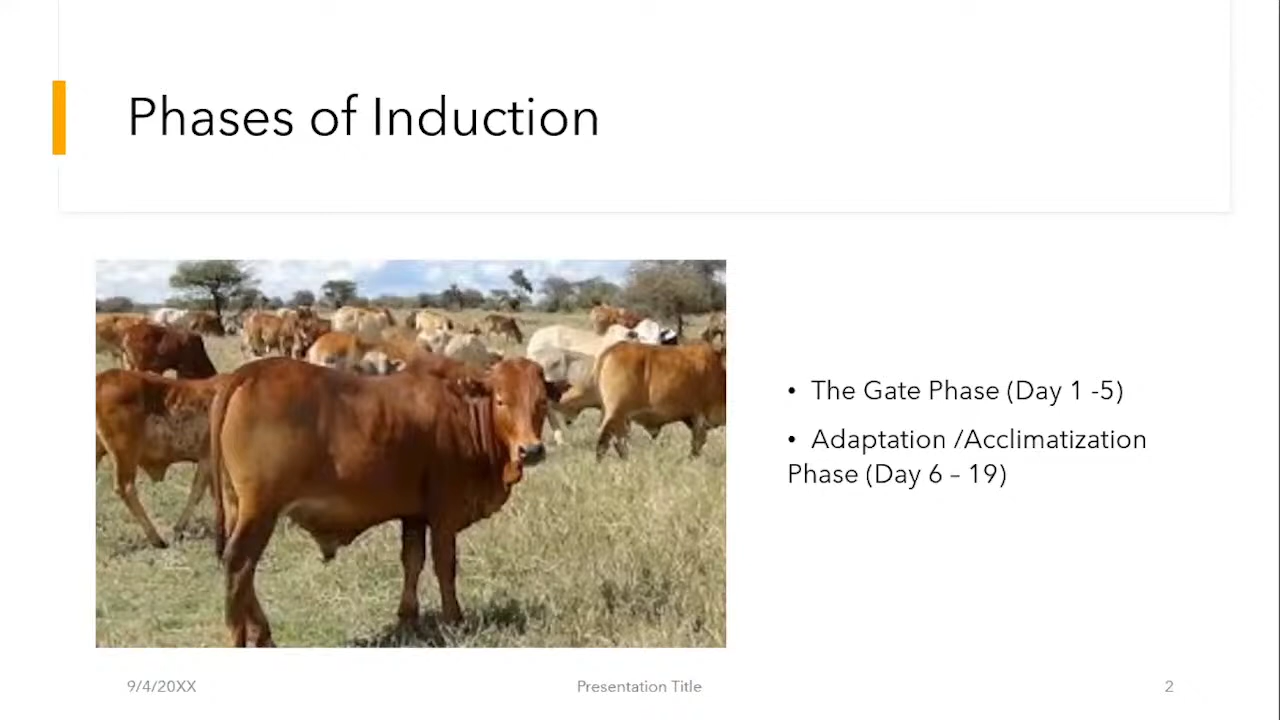 Phases of Induction
• The Gate Phase (Day 1 -5)
• Adaptation /Acclimatization
Phase (Day 6 – 19)
9/4/20XX
Presentation Title
2